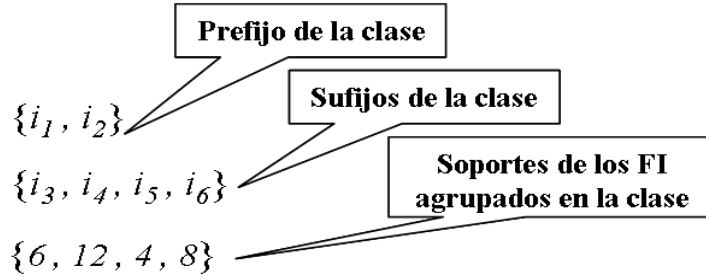 Prefijo de la clase
{i₁ , i₂}
Sufijos de la clase
{i₃, i₄ , i₅ , i₆}
Soportes de los FI
agrupados en la clase
{6, 12, 4, 8}